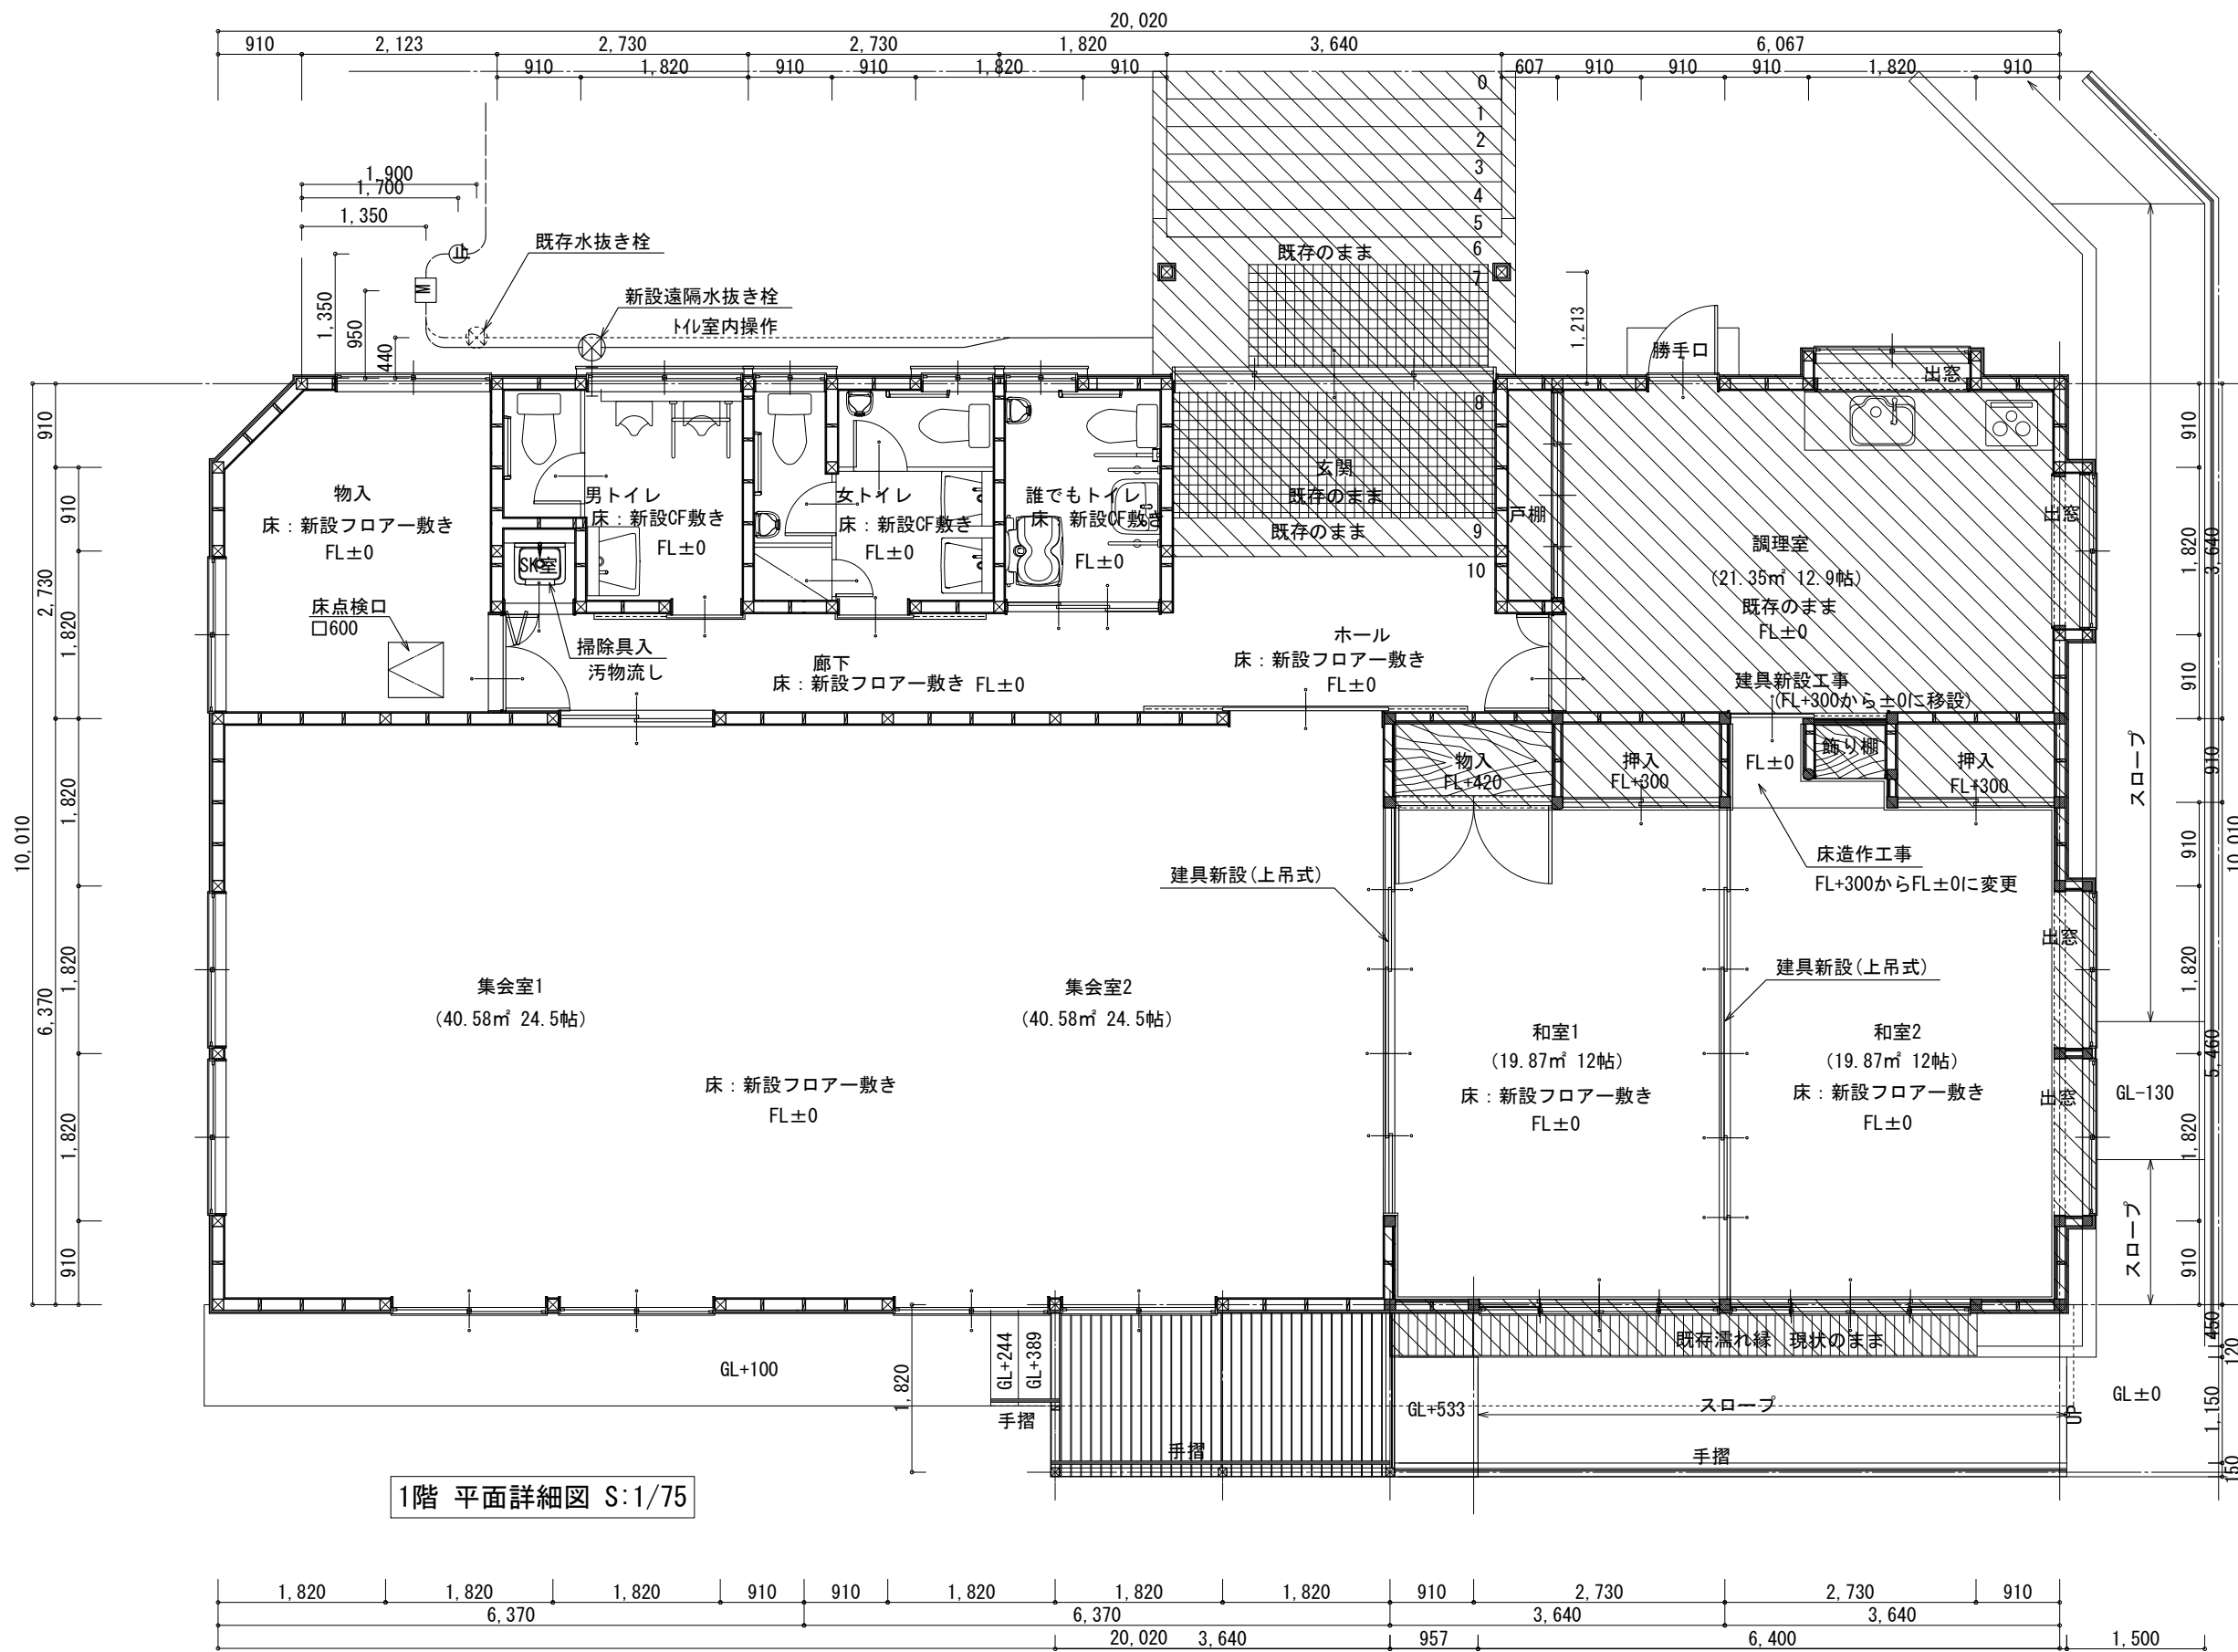 20,020
910 2,123 2,730 2,730 1,820 3,640 6,067
910 1,820 910 910 1,820 910 607 910 910 910 1,820 910
0
1
2
3
4
5
6
7
8
9
10
1,900
1,700
1,350
止
M
既存水抜き栓
新設遠隔水抜き栓
トイレ室内操作
1,350
950
440
既存のまま
1,213
勝手口
出窓
物入
床：新設フロアー敷き
FL±0
男トイレ
床：新設CF敷き
FL±0
女トイレ
床：新設CF敷き
FL±0
誰でもトイレ
床：新設CF敷き
FL±0
玄関
既存のまま
既存のまま
戸棚
調理室
(21.35㎡ 12.9帖)
既存のまま
FL±0
出窓
SK室
床点検口
□600
掃除具入
汚物流し
廊下
床：新設フロアー敷き FL±0
ホール
床：新設フロアー敷き
FL±0
建具新設工事
(FL+300から±0に移設)
物入
FL+420
押入
FL+300
FL±0
飾り棚
押入
FL+300
床造作工事
FL+300からFL±0に変更
建具新設(上吊式)
建具新設(上吊式)
集会室1
(40.58㎡ 24.5帖)
集会室2
(40.58㎡ 24.5帖)
床：新設フロアー敷き
FL±0
和室1
(19.87㎡ 12帖)
床：新設フロアー敷き
FL±0
和室2
(19.87㎡ 12帖)
床：新設フロアー敷き
FL±0
出窓
出窓
スロープ
GL-130
スロープ
10,010
910
2,730
6,370
910
1,820
1,820
1,820
1,820
910
910
1,820
910
910
1,820
1,820
910
3,640
910
5,460
10,010
450
120
1,150
150
GL+100
GL+244
GL+389
1,820
手摺
手摺
既存濡れ縁 現状のまま
GL+533
スロープ
UP
GL±0
手摺
1階 平面詳細図 S:1/75
1,820 1,820 1,820 910 910 1,820 1,820 1,820 910 2,730 2,730 910
6,370 6,370 3,640 3,640
20,020 3,640 957 6,400 1,500